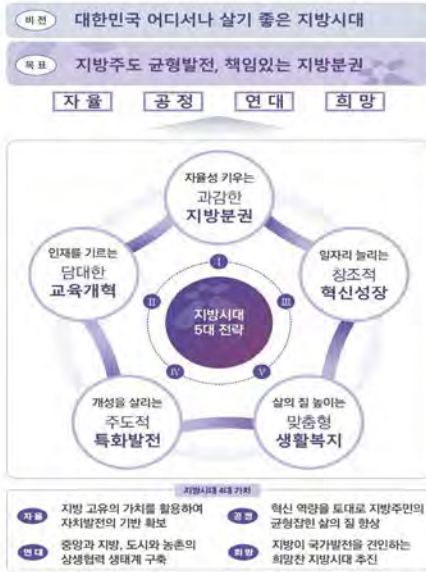 비전 대한민국 어디서나 살기 좋은 지방시대
목표 지방주도 균형발전, 책임있는 지방분권
자율 공정 연대 희망
자율성 키우는
과감한
지방분권
인재를 기르는
담대한
교육개혁
일자리 늘리는
창조적
혁신성장
I
II
III
지방시대
5대 전략
IV
V
개성을 살리는
주도적
특화발전
삶의 질 높이는
맞춤형
생활복지
지방시대 4대 가치
자율 지방 고유의 가치를 활용하여
자치발전의 기반 확보
공정 혁신 역량을 토대로 지방주민의
균형잡힌 삶의 질 향상
연대 중앙과 지방, 도시와 농촌의
상생협력 생태계 구축
희망 지방이 국가발전을 견인하는
희망찬 지방시대 추진